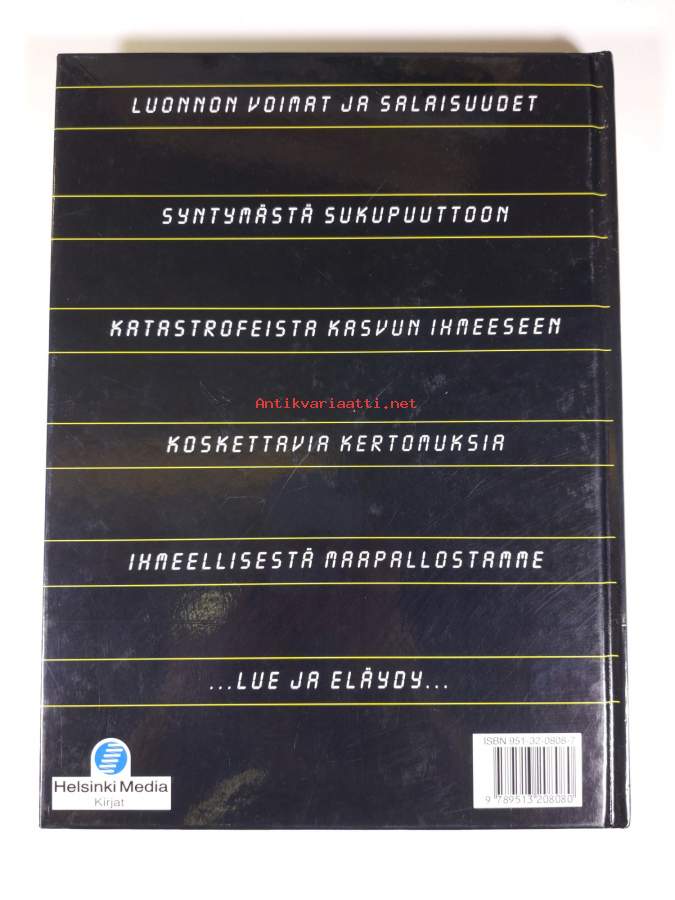 LUONNON VOIMAT JA SALAISUUDET
SYNTYMÄSTÄ SUKUPUUTTOON
KATASTROFEISTA KASVUN IHMEESEEN
Antikvariaatti.net
KOSKETTAVIA KERTOMUKSIA
IHMEELLISESTÄ MAAPALLOSTAMME
...LUE JA ELÄYDY...
ISBN 951-32-0808-7
9 789513 208080
Helsinki Media
Kirjat